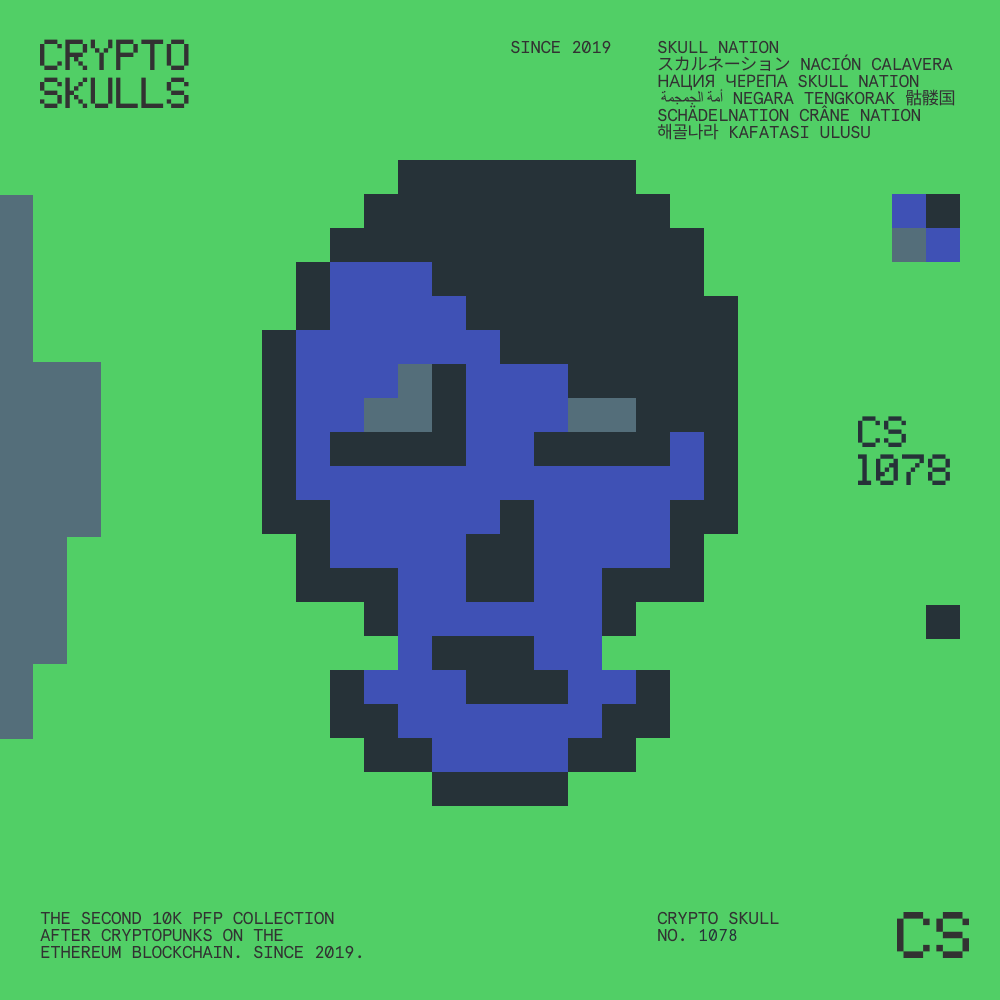 CRYPTO
SKULLS
SINCE 2019
SKULL NATION
スカルネーション NACIÓN CALAVERA
НАЦИЯ ЧЕРЕПА SKULL NATION
أمة الجمجمة NEGARA TENGKORAK 骷髅国
SCHÄDELNATION CRÂNE NATION
해골나라 KAFATASI ULUSU
CS
1078
THE SECOND 10K PFP COLLECTION
AFTER CRYPTOPUNKS ON THE
ETHEREUM BLOCKCHAIN. SINCE 2019.
CRYPTO SKULL
NO. 1078
CS